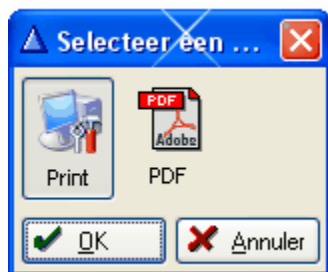 Selecteer een ...
PDF
Adobe
Print
PDF
OK
Annuler